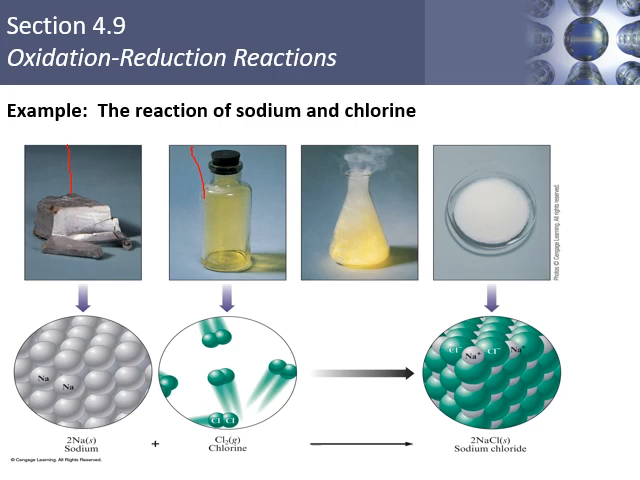 Section 4.9
Oxidation-Reduction Reactions
Example: The reaction of sodium and chlorine
Photos © Cengage Learning. All rights reserved.
Na
Na
Cl Cl
Cl⁻
Na⁺
Cl⁻
Na⁺
2Na(s)
Sodium
+
Cl₂(g)
Chlorine
2NaCl(s)
Sodium chloride
© Cengage Learning. All Rights Reserved.